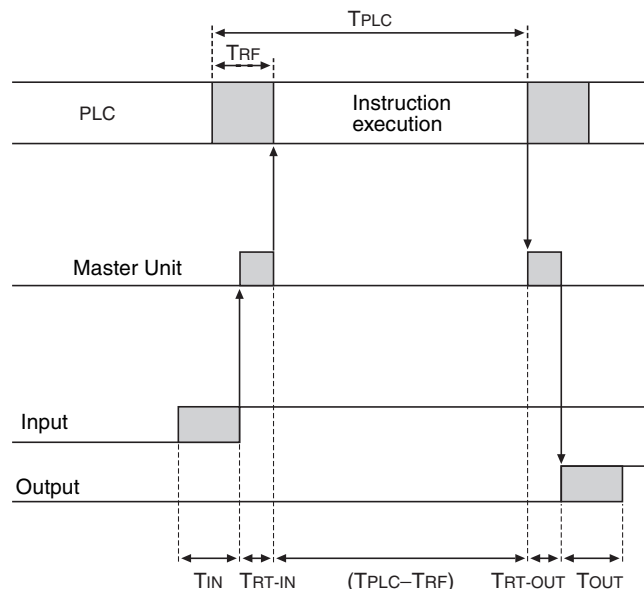 TPLC
TRF
PLC
Instruction
execution
Master Unit
Input
Output
TIN
TRT-IN
(TPLC–TRF)
TRT-OUT
TOUT